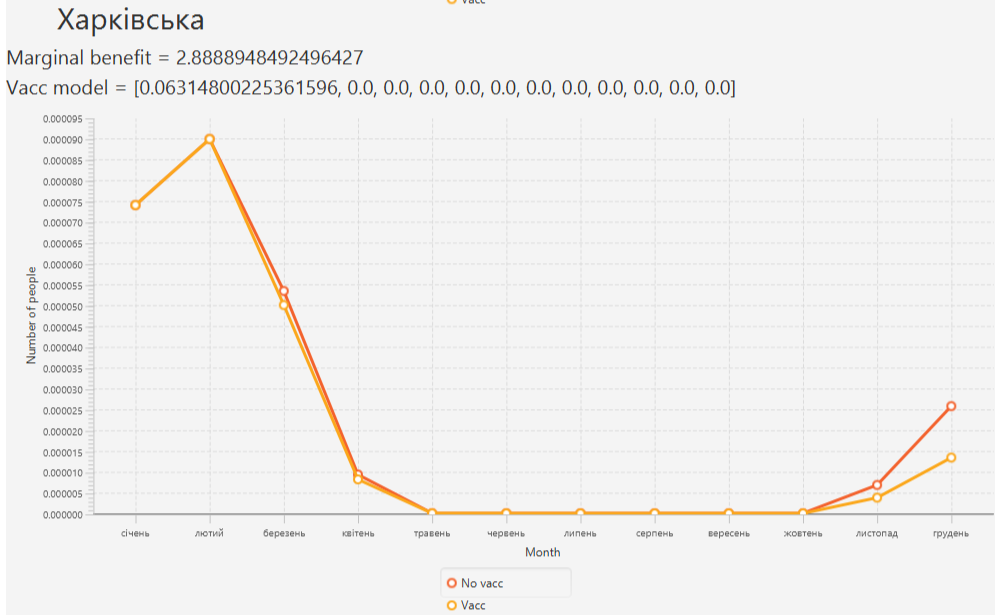 Vacc
Харківська
Marginal benefit = 2.8888948492496427
Vacc model = [0.06314800225361596, 0.0, 0.0, 0.0, 0.0, 0.0, 0.0, 0.0, 0.0, 0.0, 0.0, 0.0]
0.000095
0.000090
0.000085
0.000080
0.000075
0.000070
0.000065
0.000060
0.000055
0.000050
0.000045
0.000040
0.000035
0.000030
0.000025
0.000020
0.000015
0.000010
0.000005
0.000000
Number of people
січень лютий березень квітень травень червень липень серпень вересень жовтень листопад грудень
Month
No vacc
Vacc